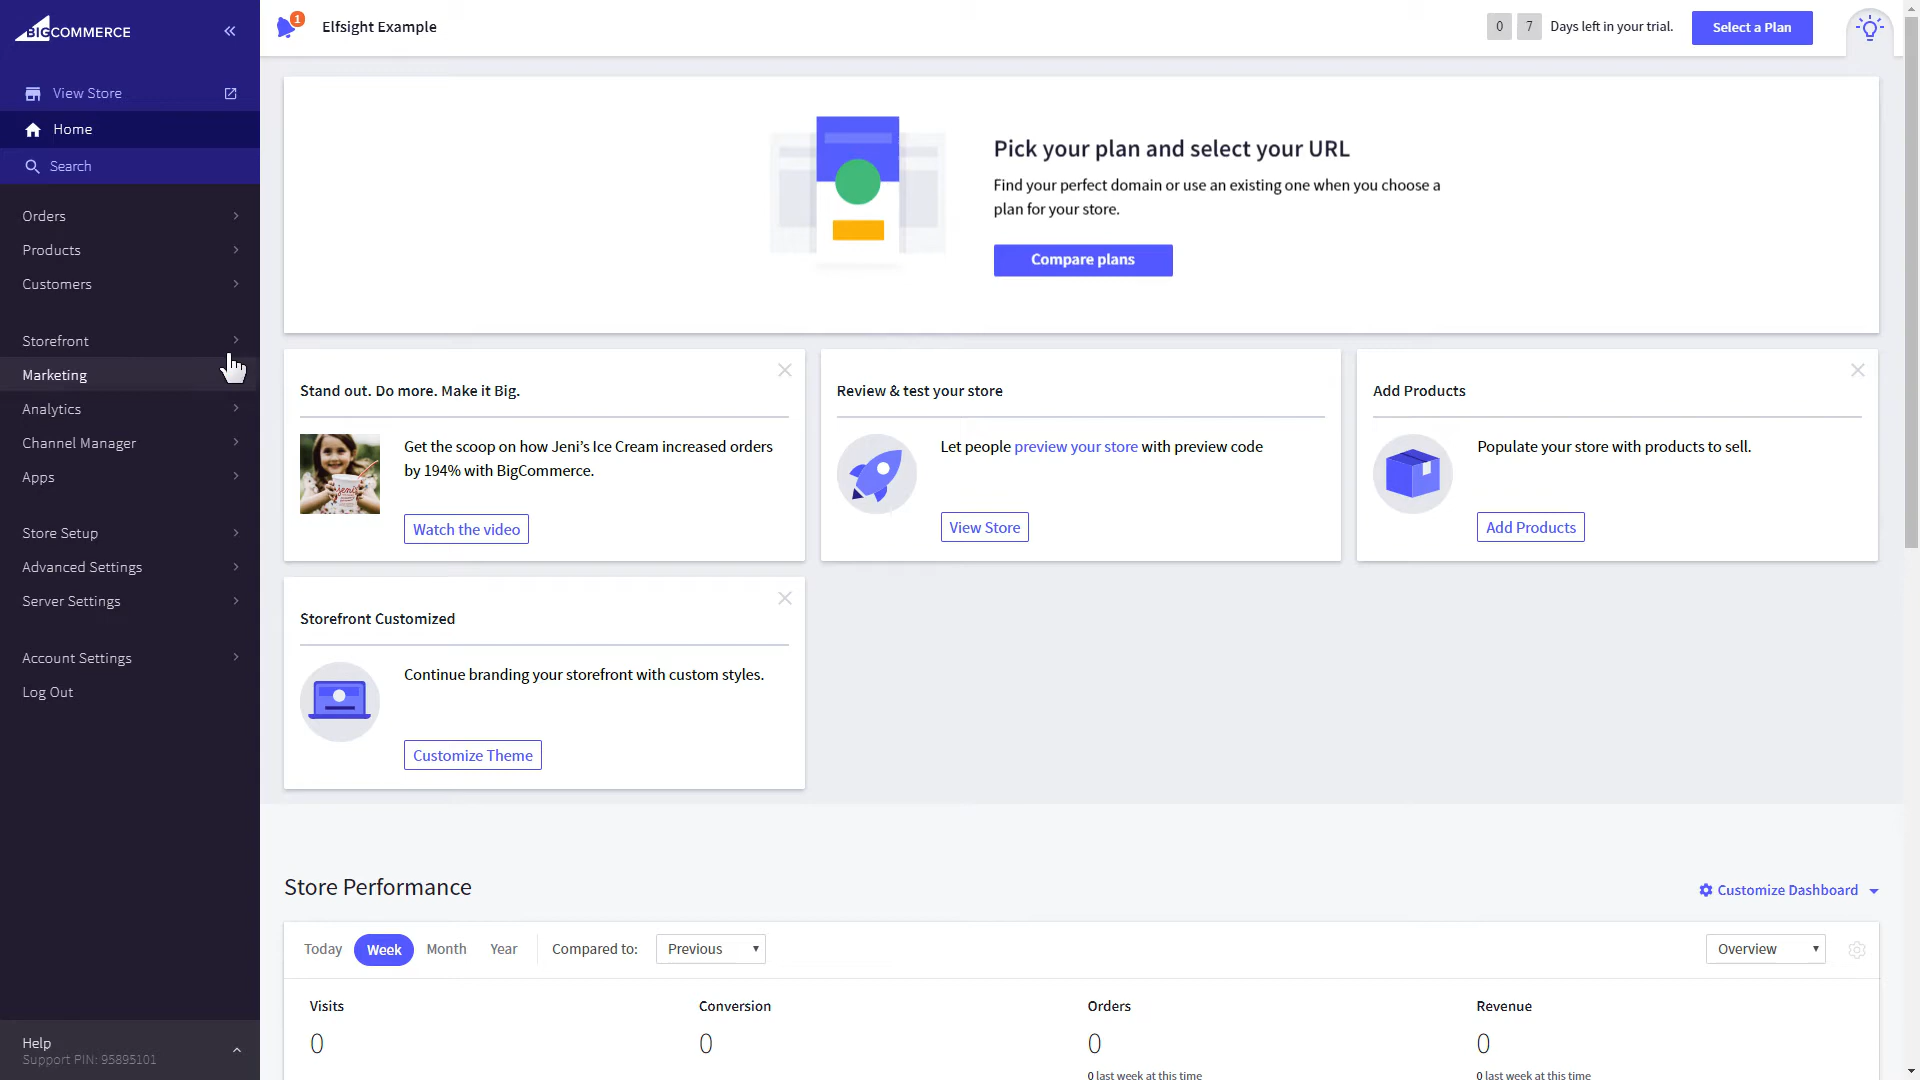 BIGCOMMERCE
1
Elfsight Example
0 7 Days left in your trial.
Select a Plan
View Store
Home
Search
Orders
Products
Customers
Storefront
Marketing
Analytics
Channel Manager
Apps
Store Setup
Advanced Settings
Server Settings
Account Settings
Log Out
Help
Support PIN: 95895101
Pick your plan and select your URL
Find your perfect domain or use an existing one when you choose a
plan for your store.
Compare plans
Stand out. Do more. Make it Big.
Get the scoop on how Jeni’s Ice Cream increased orders
by 194% with BigCommerce.
jeni's
Watch the video
Review & test your store
Let people preview your store with preview code
View Store
Add Products
Populate your store with products to sell.
Add Products
Storefront Customized
Continue branding your storefront with custom styles.
Customize Theme
Store Performance
Customize Dashboard
Today Week Month Year Compared to: Previous
Overview
Visits
0
Conversion
0
Orders
0
0 last week at this time
Revenue
0
0 last week at this time